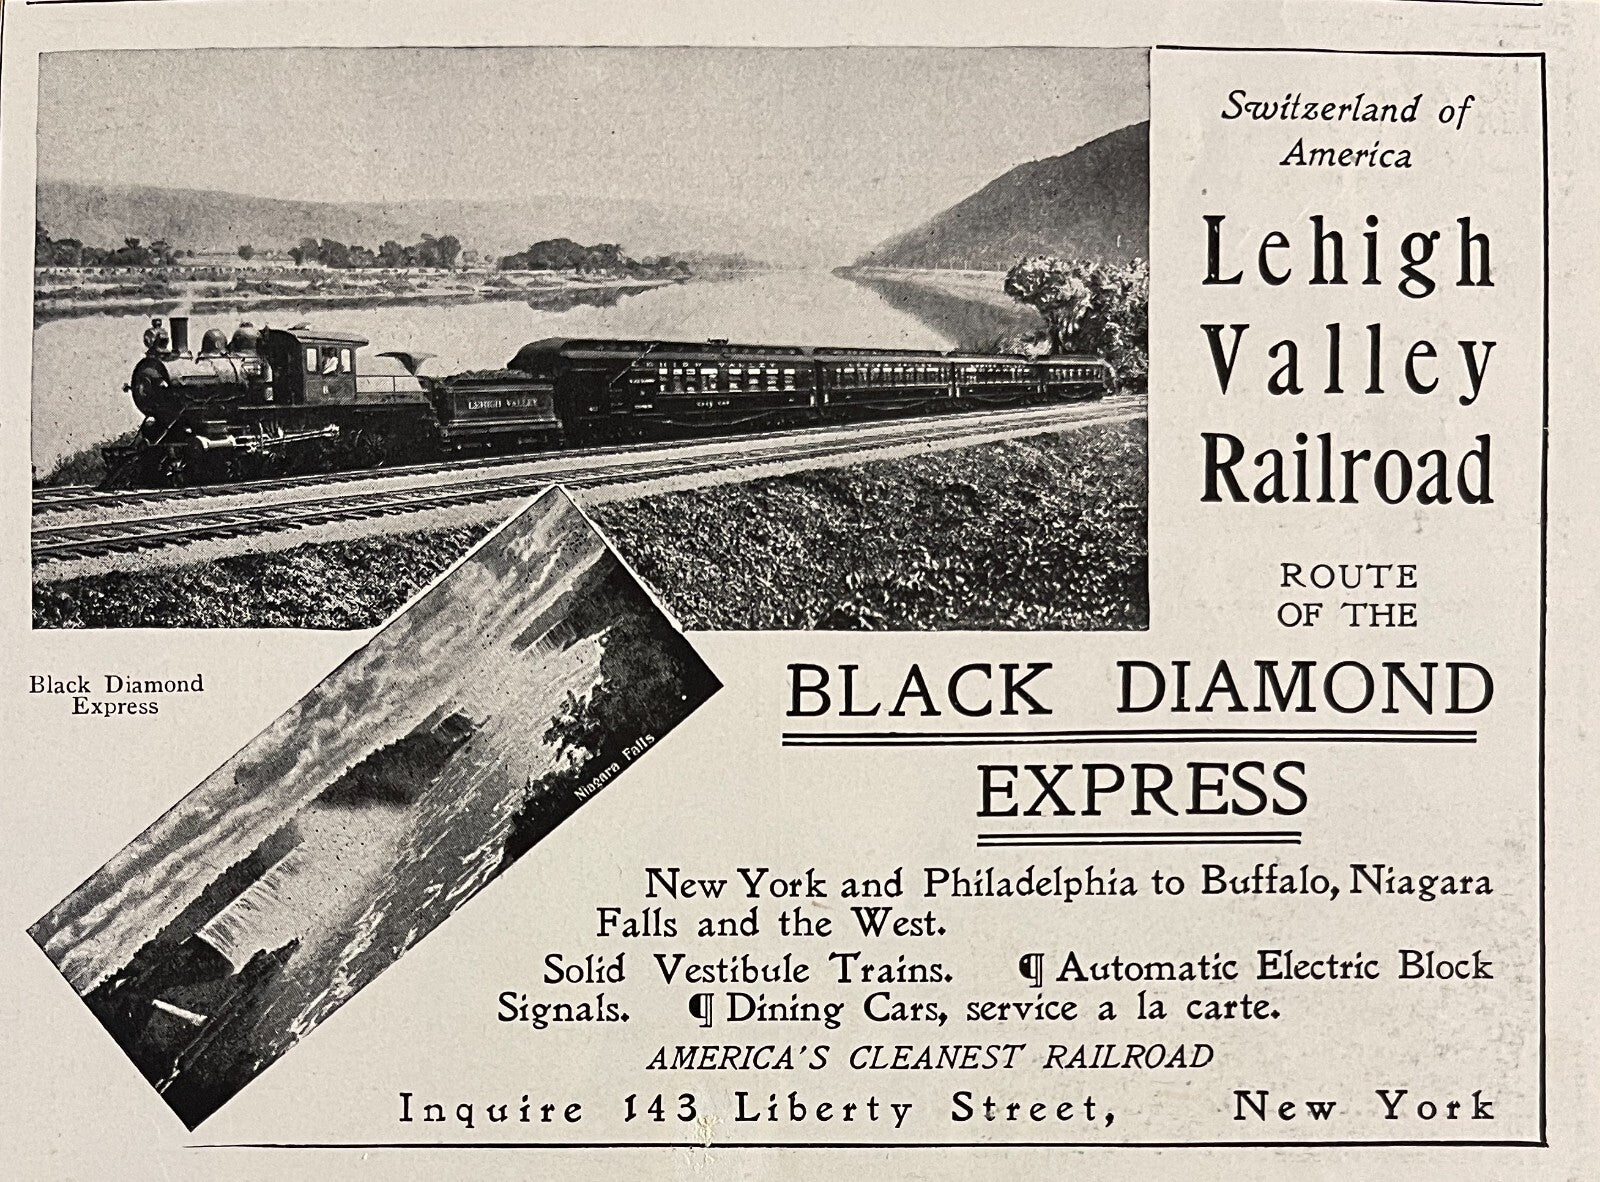 Switzerland of
America
Lehigh
Valley
Railroad
ROUTE
OF THE
BLACK DIAMOND
EXPRESS
LEHIGH VALLEY
LEHIGH VALLEY
Black Diamond
Express
Niagara Falls
New York and Philadelphia to Buffalo, Niagara
Falls and the West.
Solid Vestibule Trains. ¶ Automatic Electric Block
Signals. ¶ Dining Cars, service a la carte.
AMERICA'S CLEANEST RAILROAD
Inquire 143 Liberty Street, New York